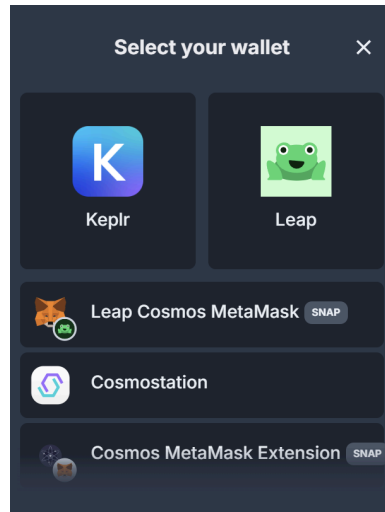 Select your wallet
K
Keplr
Leap
Leap Cosmos MetaMask SNAP
Cosmostation
Cosmos MetaMask Extension SNAP